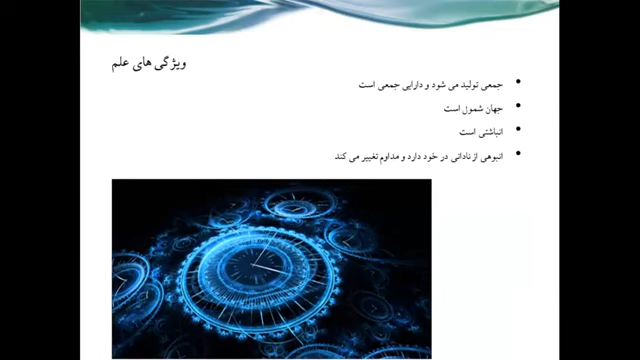 ویژگی های علم
جمعی تولید می شود و دارایی جمعی است
جهان شمول است
انباشتی است
انبوهی از نادانی در خود دارد و مداوم تغییر می کند